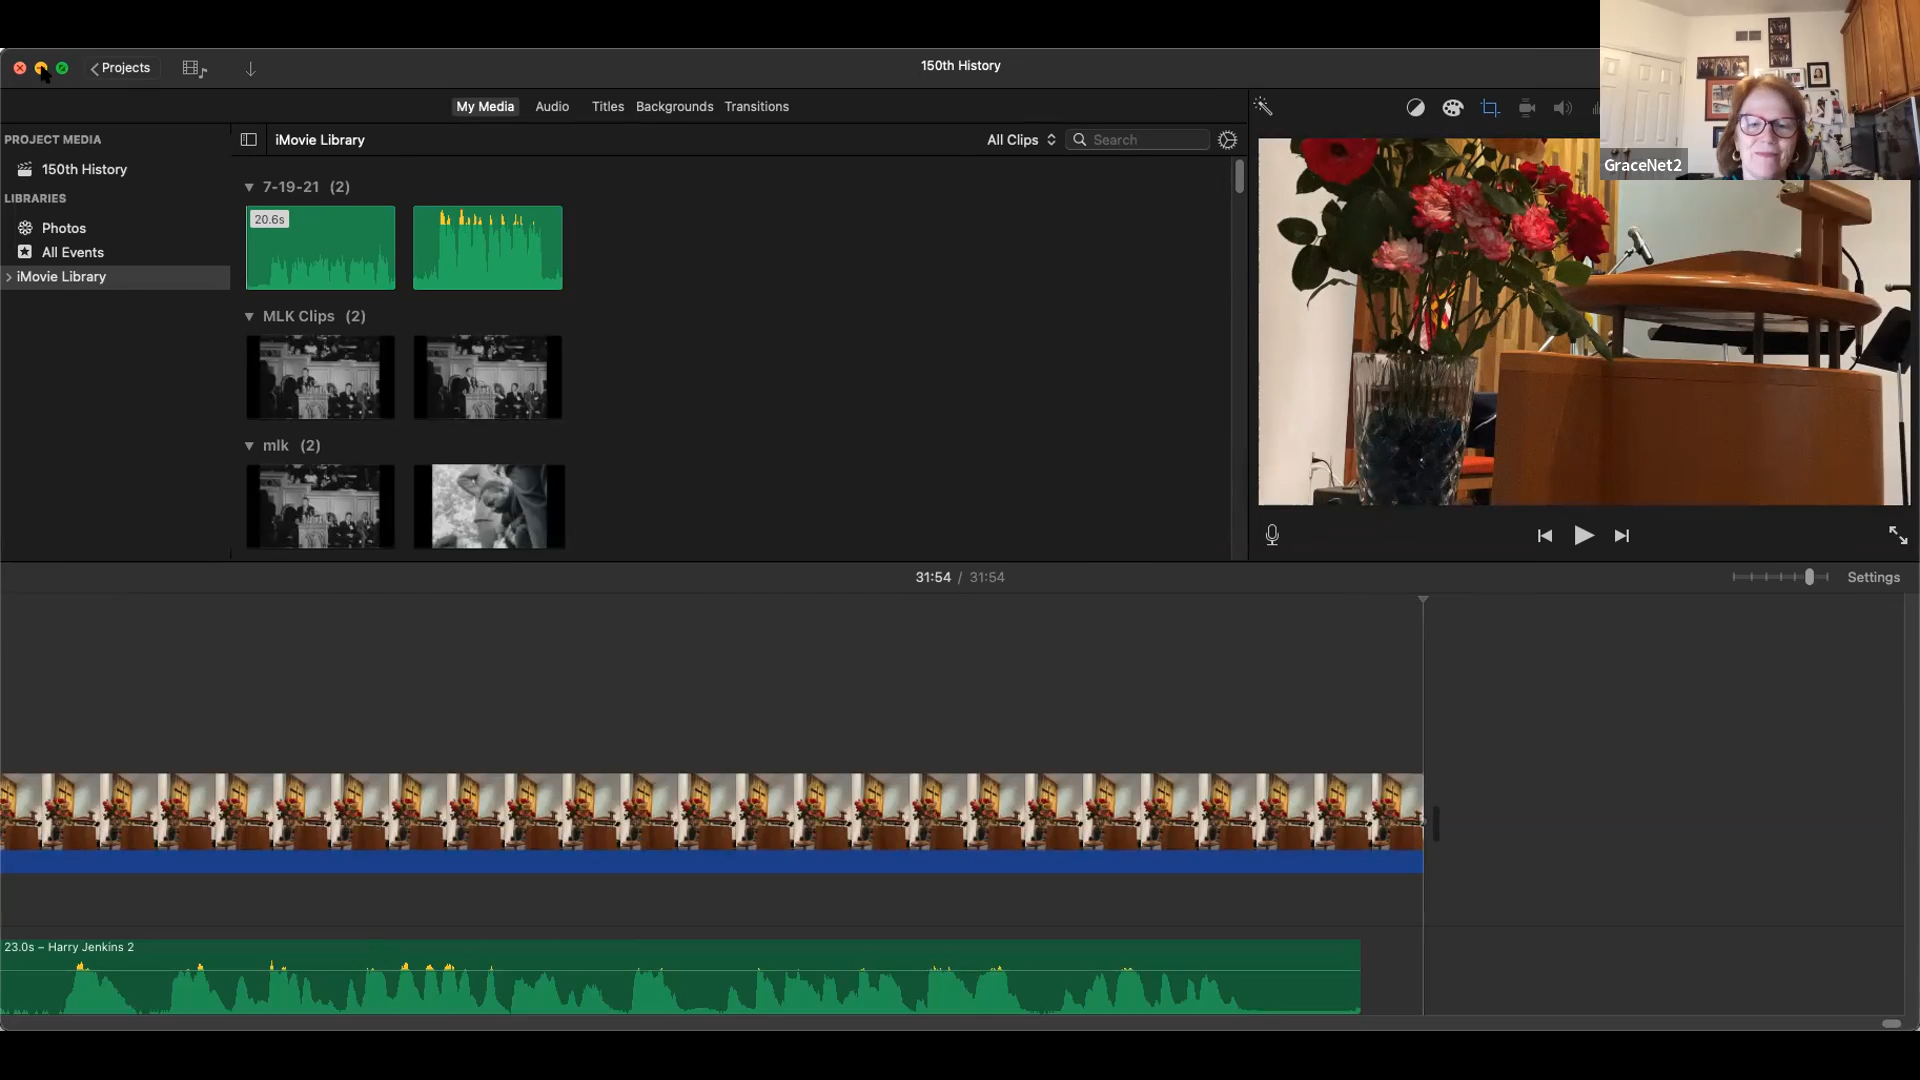 Projects
150th History
My Media Audio Titles Backgrounds Transitions
PROJECT MEDIA
150th History
LIBRARIES
Photos
All Events
iMovie Library
iMovie Library
All Clips
Search
7-19-21 (2)
20.6s
MLK Clips (2)
mlk (2)
GraceNet2
31:54 / 31:54
Settings
23.0s – Harry Jenkins 2